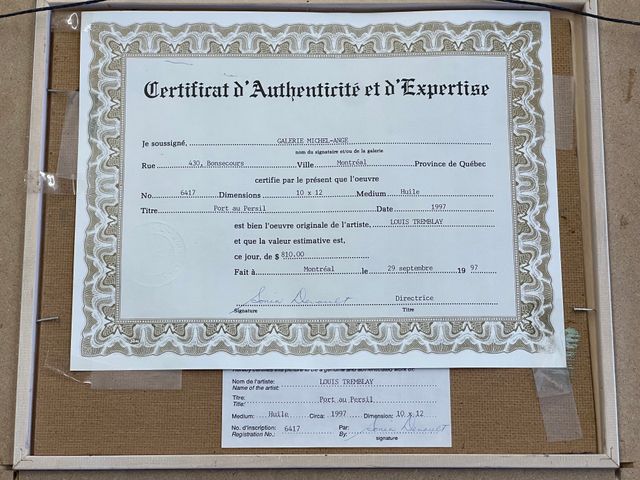 Certificat d'Authenticité et d'Expertise
Je soussigné, GALERIE MICHEL-ANGE
nom du signataire et/ou de la galerie
Rue 430, Bonsecours Ville Montréal Province de Québec
certifie par le présent que l'oeuvre
No. 6417 Dimensions 10 x 12 Medium Huile
Titre Port au Persil Date 1997
est bien l'oeuvre originale de l'artiste, LOUIS TREMBLAY
et que la valeur estimative est,
ce jour, de $ 810.00
Fait à Montréal le 29 septembre 19 97
Directrice
Signature Titre
Nom de l'artiste: LOUIS TREMBLAY
Name of the artist:
Titre: Port au Persil
Title:
Medium: Huile Circa: 1997 Dimension: 10 x 12
No. d'inscription: 6417 Par:
Registration No.: By:
signature